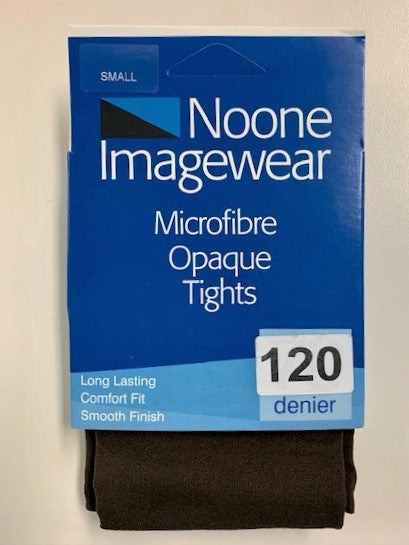 SMALL
Noone
Imagewear
Microfibre
Opaque
Tights
120
denier
Long Lasting
Comfort Fit
Smooth Finish